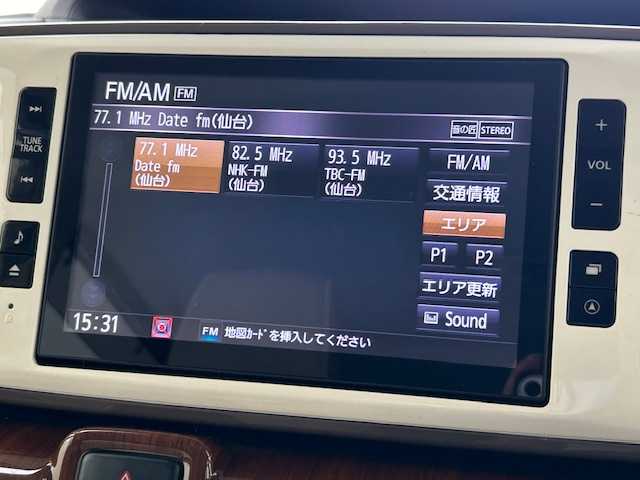 FM/AM FM
77.1 MHz Date fm(仙台)
音の匠 STEREO
77.1 MHz
Date fm
(仙台)
82.5 MHz
NHK-FM
(仙台)
93.5 MHz
TBC-FM
(仙台)
FM/AM
交通情報
エリア
P1 P2
エリア更新
Sound
15:31
FM 地図ｶｰﾄﾞを挿入してください
TUNE
TRACK
+
VOL
−